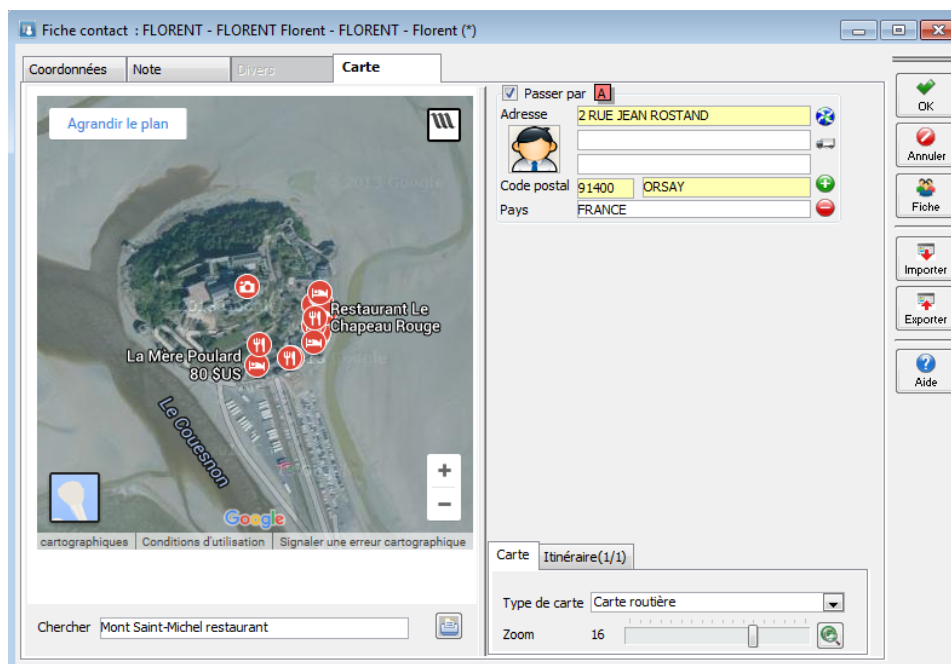 Fiche contact : FLORENT - FLORENT Florent - FLORENT - Florent (*)
Coordonnées
Note
Divers
Carte
Agrandir le plan
Restaurant Le
Chapeau Rouge
La Mère Poulard
80 $US
Le Couesnon
Google
cartographiques
Conditions d'utilisation
Signaler une erreur cartographique
Chercher
Mont Saint-Michel restaurant
Passer par A
Adresse
2 RUE JEAN ROSTAND
Code postal
91400
ORSAY
Pays
FRANCE
Carte
Itinéraire(1/1)
Type de carte
Carte routière
Zoom
16
OK
Annuler
Fiche
Importer
Exporter
Aide